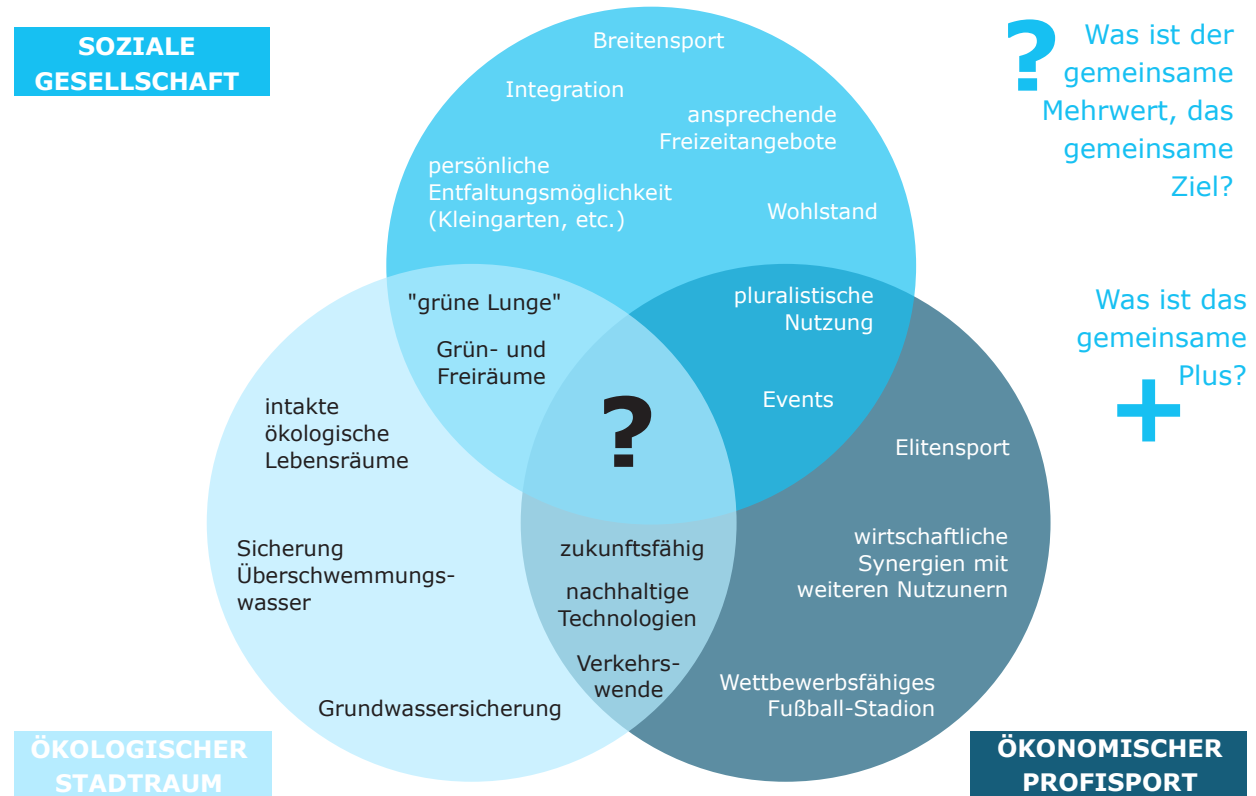 SOZIALE
GESELLSCHAFT
Breitensport
Integration
ansprechende
Freizeitangebote
persönliche
Entfaltungsmöglichkeit
(Kleingarten, etc.)
Wohlstand
?
Was ist der
gemeinsame
Mehrwert, das
gemeinsame
Ziel?
"grüne Lunge"
Grün- und
Freiräume
pluralistische
Nutzung
Events
Was ist das
gemeinsame
Plus?
+
?
intakte
ökologische
Lebensräume
Elitensport
Sicherung
Überschwemmungs-
wasser
zukunftsfähig
nachhaltige
Technologien
Verkehrs-
wende
wirtschaftliche
Synergien mit
weiteren Nutzunern
Grundwassersicherung
Wettbewerbsfähiges
Fußball-Stadion
ÖKOLOGISCHER
STADTRAUM
ÖKONOMISCHER
PROFISPORT